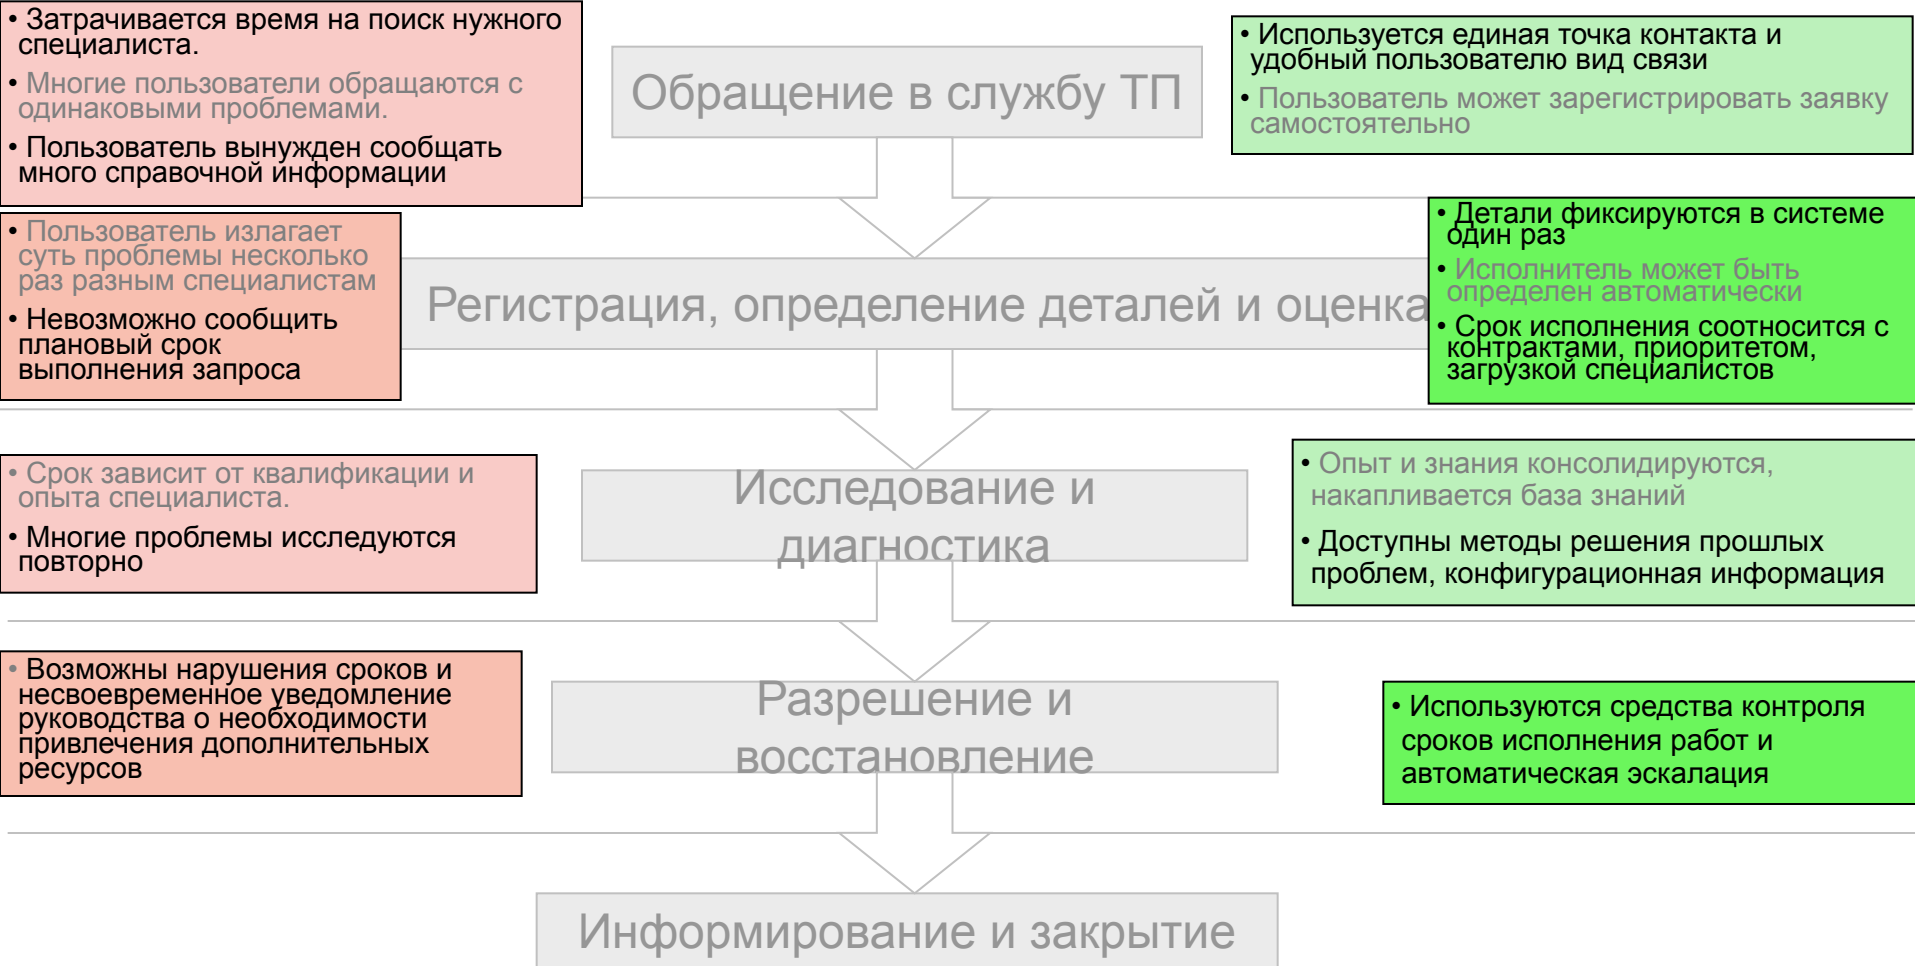 • Затрачивается время на поиск нужного
специалиста.
• Многие пользователи обращаются с
одинаковыми проблемами.
• Пользователь вынужден сообщать
много справочной информации
Обращение в службу ТП
• Используется единая точка контакта и
удобный пользователю вид связи
• Пользователь может зарегистрировать заявку
самостоятельно
• Пользователь излагает
суть проблемы несколько
раз разным специалистам
• Невозможно сообщить
плановый срок
выполнения запроса
Регистрация, определение деталей и оценка
• Детали фиксируются в системе
один раз
• Исполнитель может быть
определен автоматически
• Срок исполнения соотносится с
контрактами, приоритетом,
загрузкой специалистов
• Срок зависит от квалификации и
опыта специалиста.
• Многие проблемы исследуются
повторно
Исследование и
диагностика
• Опыт и знания консолидируются,
накапливается база знаний
• Доступны методы решения прошлых
проблем, конфигурационная информация
• Возможны нарушения сроков и
несвоевременное уведомление
руководства о необходимости
привлечения дополнительных
ресурсов
Разрешение и
восстановление
• Используются средства контроля
сроков исполнения работ и
автоматическая эскалация
Информирование и закрытие